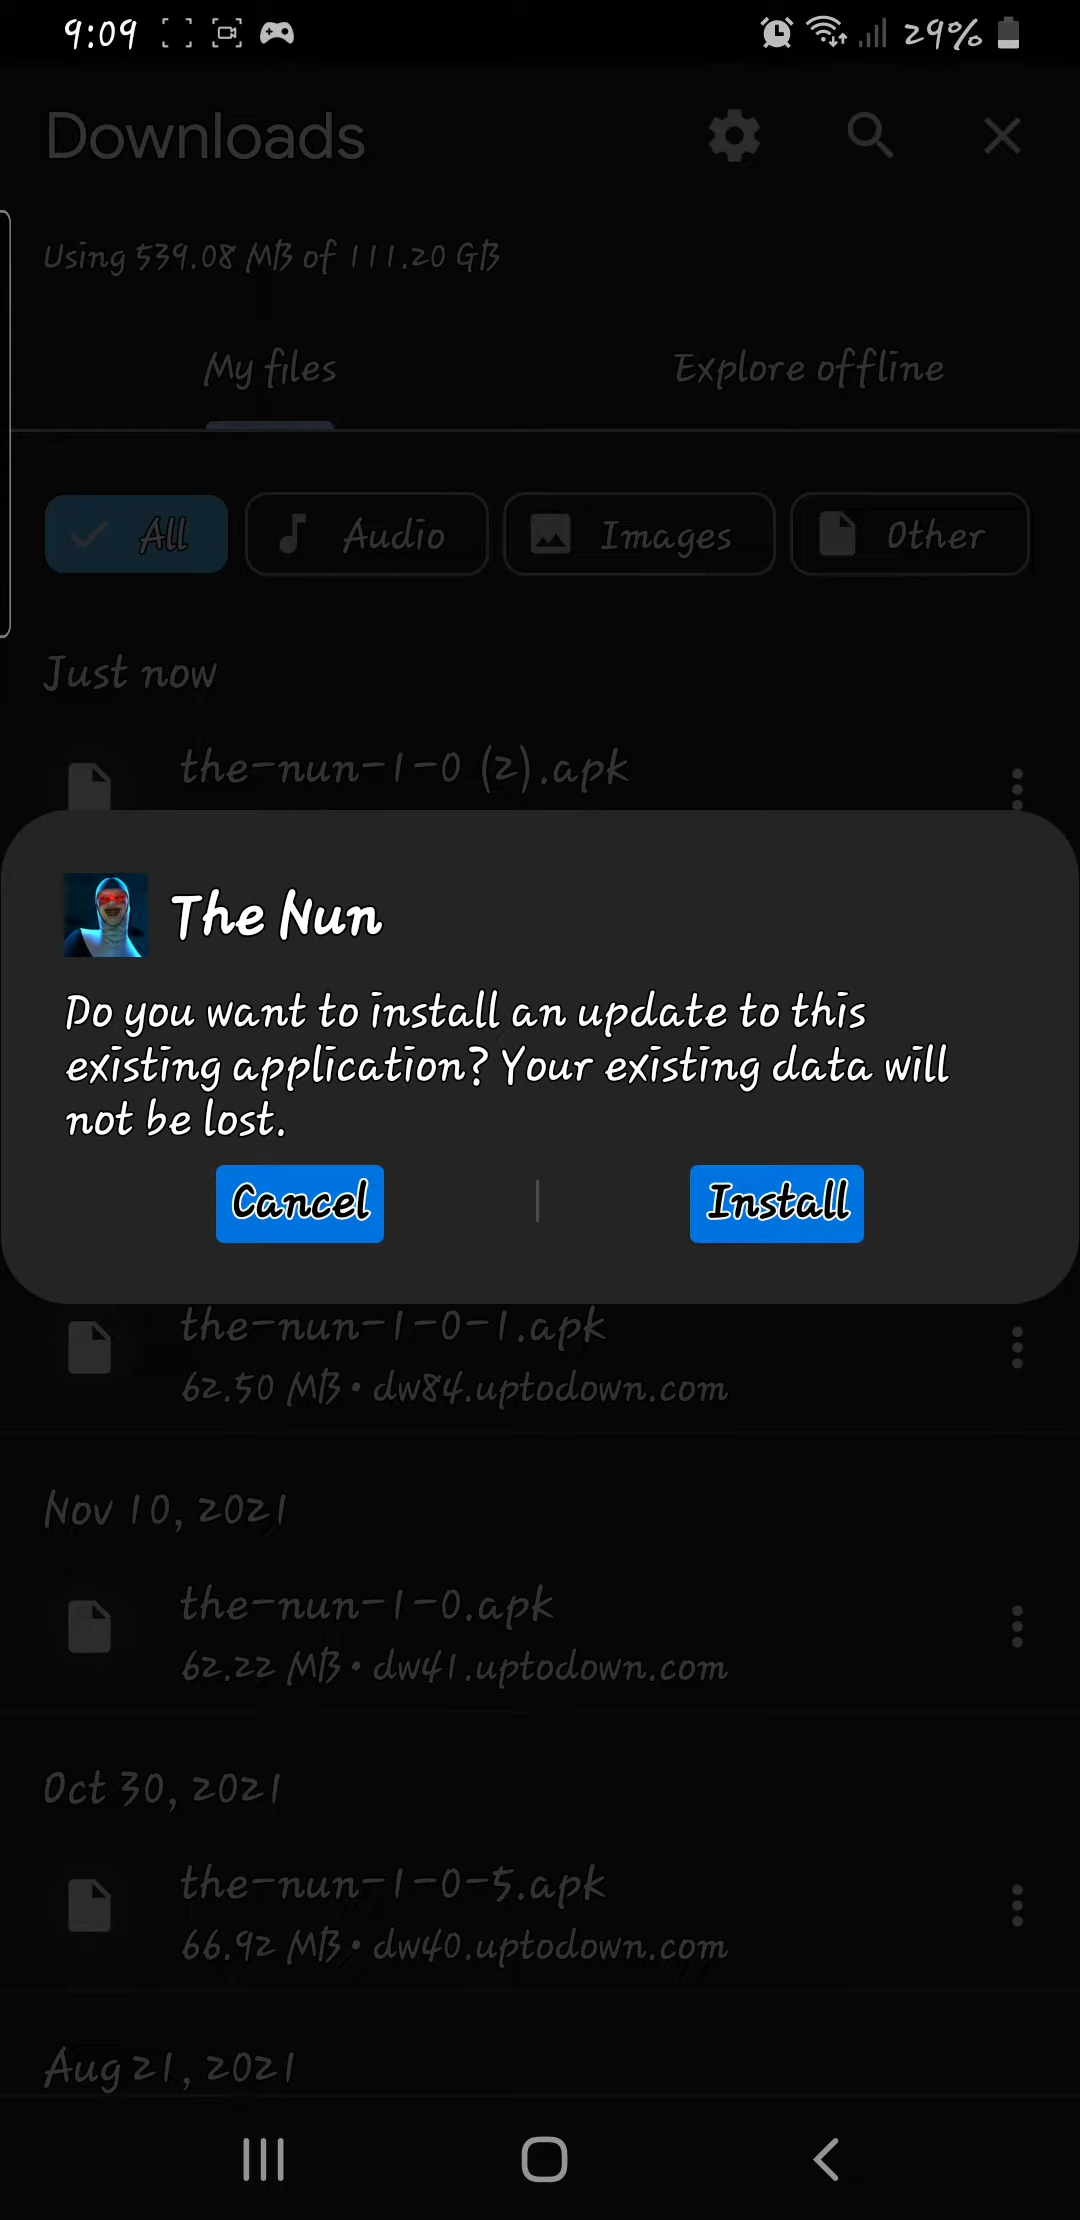 9:09
29%
Downloads
Using 539.08 MB of 111.20 GB
My files
Explore offline
All
Audio
Images
Other
Just now
the-nun-1-0 (2).apk
The Nun
Do you want to install an update to this
existing application? Your existing data will
not be lost.
Cancel
Install
the-nun-1-0-1.apk
62.50 MB • dw84.uptodown.com
Nov 10, 2021
the-nun-1-0.apk
62.22 MB • dw41.uptodown.com
Oct 30, 2021
the-nun-1-0-5.apk
66.92 MB • dw40.uptodown.com
Aug 21, 2021